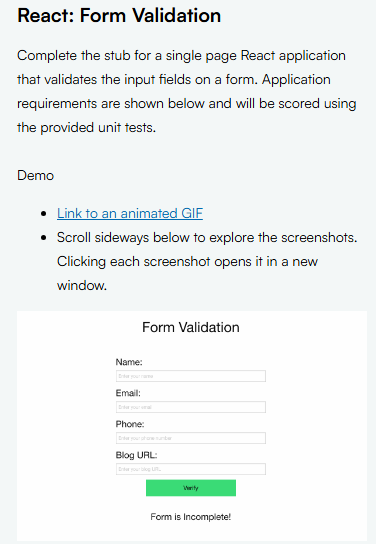 React: Form Validation
Complete the stub for a single page React application
that validates the input fields on a form. Application
requirements are shown below and will be scored using
the provided unit tests.
Demo
Link to an animated GIF
Scroll sideways below to explore the screenshots.
Clicking each screenshot opens it in a new
window.
Form Validation
Name:
Enter your name
Email:
Phone:
Enter your phone number
Blog URL:
Enter your blog URL
Verify
Form is Incomplete!